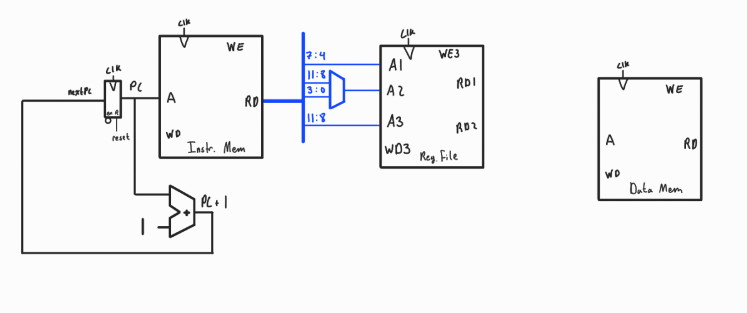 Clk
WE
A
RD
WD
Instr. Mem
nextPC
Clk
en R
reset
PC
1
+
PC+1
7:4
11:8
3:0
11:8
Clk
WE3
A1
RD1
A2
A3
RD2
WD3
Reg. File
Clk
WE
A
RD
WD
Data Mem